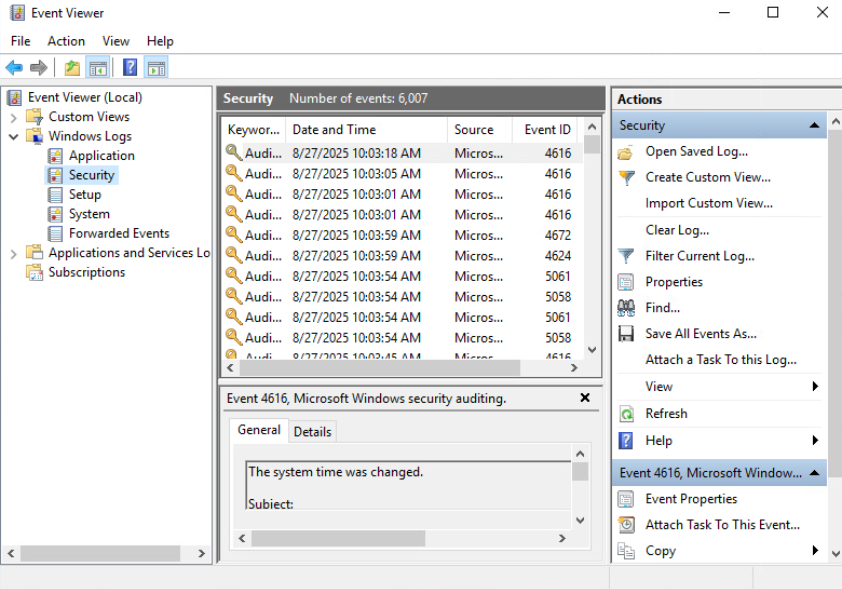 Event Viewer
File Action View Help
Event Viewer (Local)
Custom Views
Windows Logs
Application
Security
Setup
System
Forwarded Events
Applications and Services Lo
Subscriptions
Security Number of events: 6,007
Keywor... Date and Time Source Event ID
Audi... 8/27/2025 10:03:18 AM Micros... 4616
Audi... 8/27/2025 10:03:05 AM Micros... 4616
Audi... 8/27/2025 10:03:01 AM Micros... 4616
Audi... 8/27/2025 10:03:01 AM Micros... 4616
Audi... 8/27/2025 10:03:59 AM Micros... 4672
Audi... 8/27/2025 10:03:59 AM Micros... 4624
Audi... 8/27/2025 10:03:54 AM Micros... 5061
Audi... 8/27/2025 10:03:54 AM Micros... 5058
Audi... 8/27/2025 10:03:54 AM Micros... 5061
Audi... 8/27/2025 10:03:54 AM Micros... 5058
Audi... 8/27/2025 10:03:45 AM Micros... 4616
Event 4616, Microsoft Windows security auditing.
General Details
The system time was changed.
Subject:
Actions
Security
Open Saved Log...
Create Custom View...
Import Custom View...
Clear Log...
Filter Current Log...
Properties
Find...
Save All Events As...
Attach a Task To this Log...
View
Refresh
Help
Event 4616, Microsoft Window...
Event Properties
Attach Task To This Event...
Copy